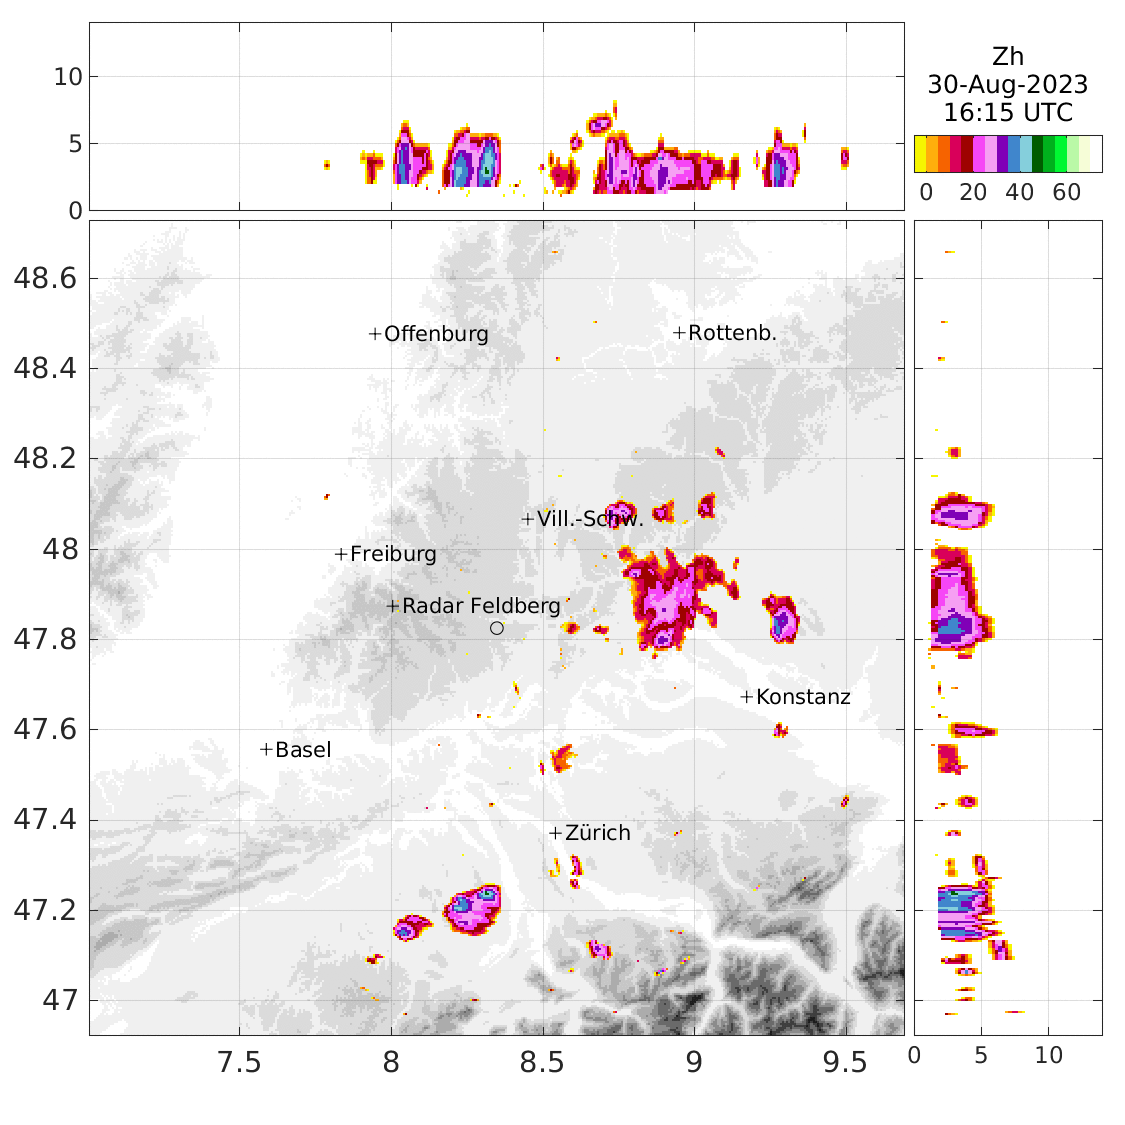 Zh
30-Aug-2023
16:15 UTC
0 20 40 60
10
5
0
48.6
48.4
48.2
48
47.8
47.6
47.4
47.2
47
+Offenburg
+Rottenb.
+Vill.-Schw.
+Freiburg
+Radar Feldberg
+Konstanz
+Basel
+Zürich
7.5 8 8.5 9 9.5
0 5 10